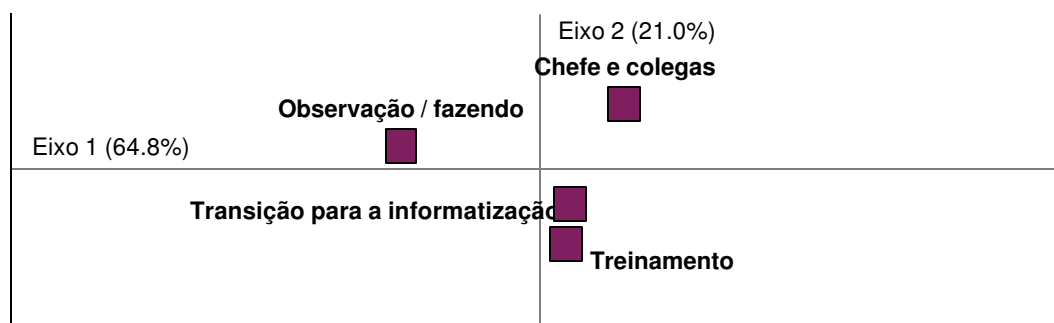 Eixo 2 (21.0%)
Chefe e colegas
Observação / fazendo
Eixo 1 (64.8%)
Transição para a informatização
Treinamento